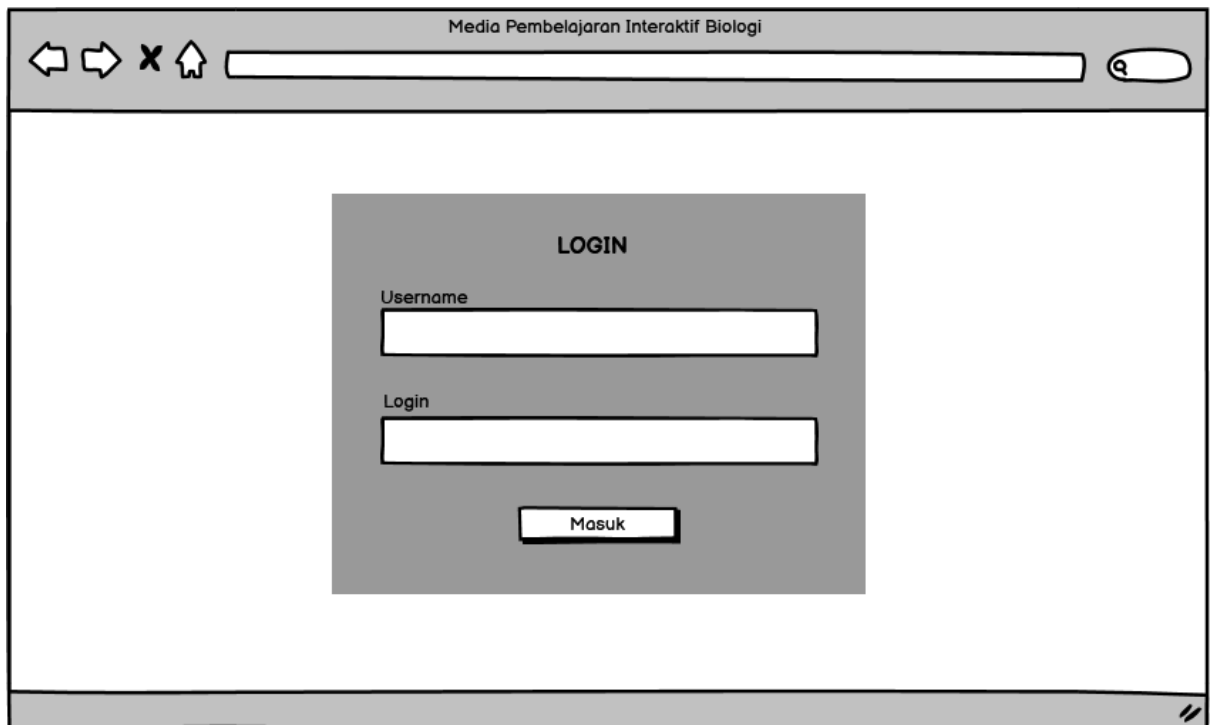 Media Pembelajaran Interaktif Biologi
LOGIN
Username
Login
Masuk